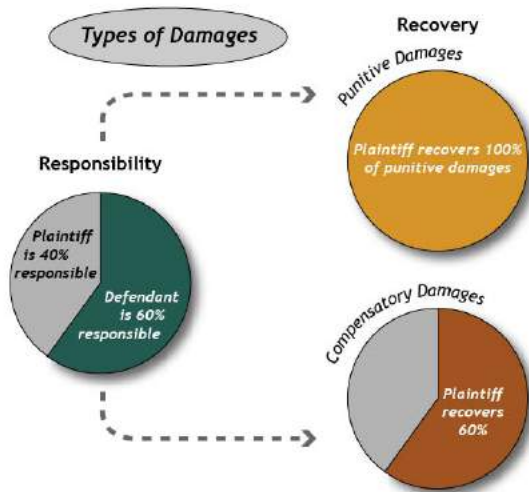 Types of Damages
Recovery
Punitive Damages
Plaintiff recovers 100%
of punitive damages
Responsibility
Plaintiff
is 40%
responsible
Defendant
is 60%
responsible
Compensatory Damages
Plaintiff
recovers
60%